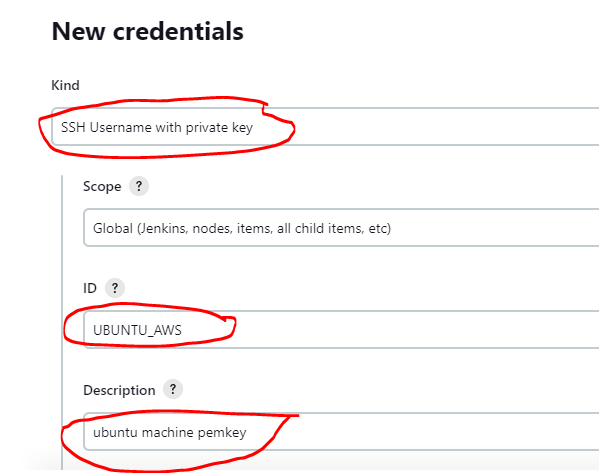 New credentials
Kind
SSH Username with private key
Scope ?
Global (Jenkins, nodes, items, all child items, etc)
ID ?
UBUNTU_AWS
Description ?
ubuntu machine pemkey